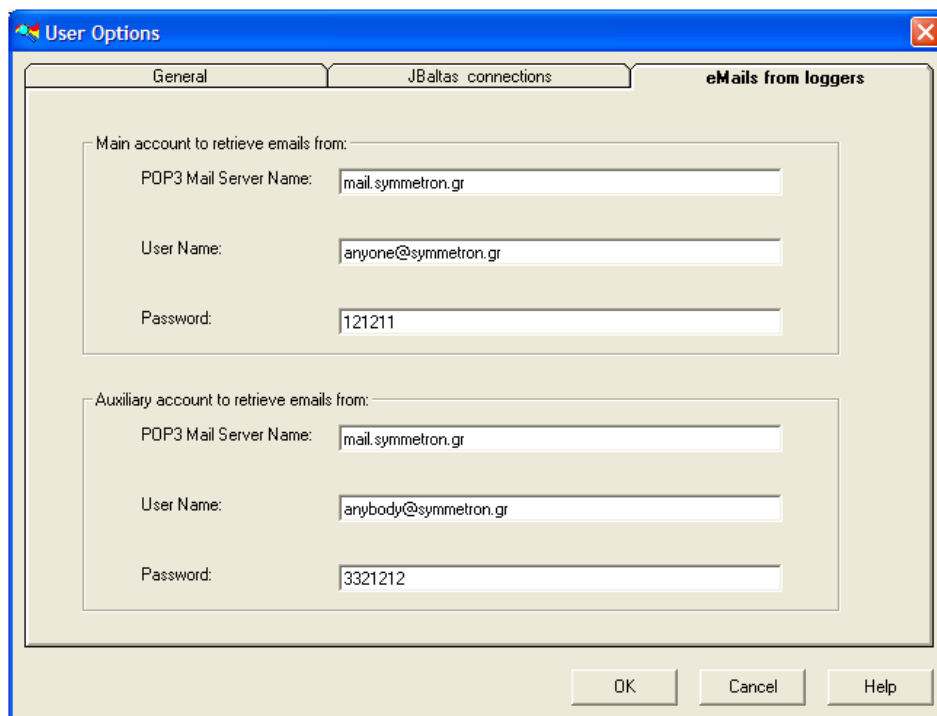 User Options
General JBaltas connections eMails from loggers
Main account to retrieve emails from:
POP3 Mail Server Name: mail.symmetron.gr
User Name: anyone@symmetron.gr
Password: 121211
Auxiliary account to retrieve emails from:
POP3 Mail Server Name: mail.symmetron.gr
User Name: anybody@symmetron.gr
Password: 3321212
OK Cancel Help